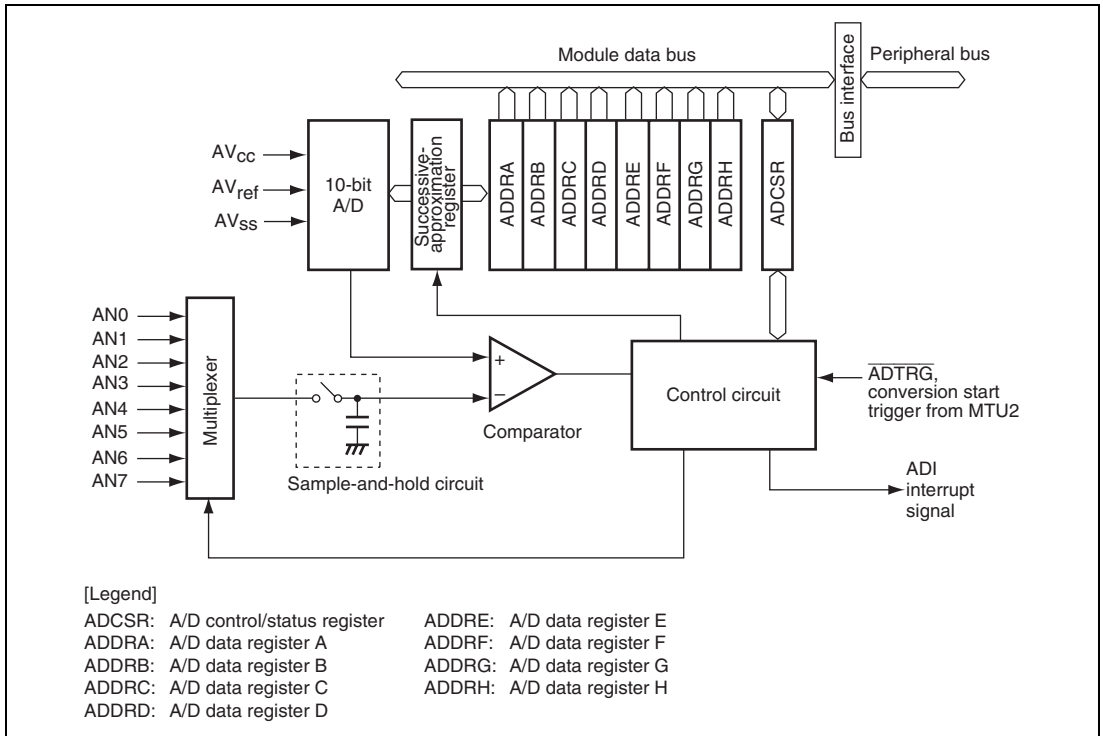 Module data bus
Bus interface
Peripheral bus
AVcc
AVref
AVss
10-bit
A/D
Successive-
approximation
register
ADDRA
ADDRB
ADDRC
ADDRD
ADDRE
ADDRF
ADDRG
ADDRH
ADCSR
AN0
AN1
AN2
AN3
AN4
AN5
AN6
AN7
Multiplexer
Sample-and-hold circuit
+
−
Comparator
Control circuit
ADTRG,
conversion start
trigger from MTU2
ADI
interrupt
signal
[Legend]
ADCSR: A/D control/status register
ADDRA: A/D data register A
ADDRB: A/D data register B
ADDRC: A/D data register C
ADDRD: A/D data register D
ADDRE: A/D data register E
ADDRF: A/D data register F
ADDRG: A/D data register G
ADDRH: A/D data register H